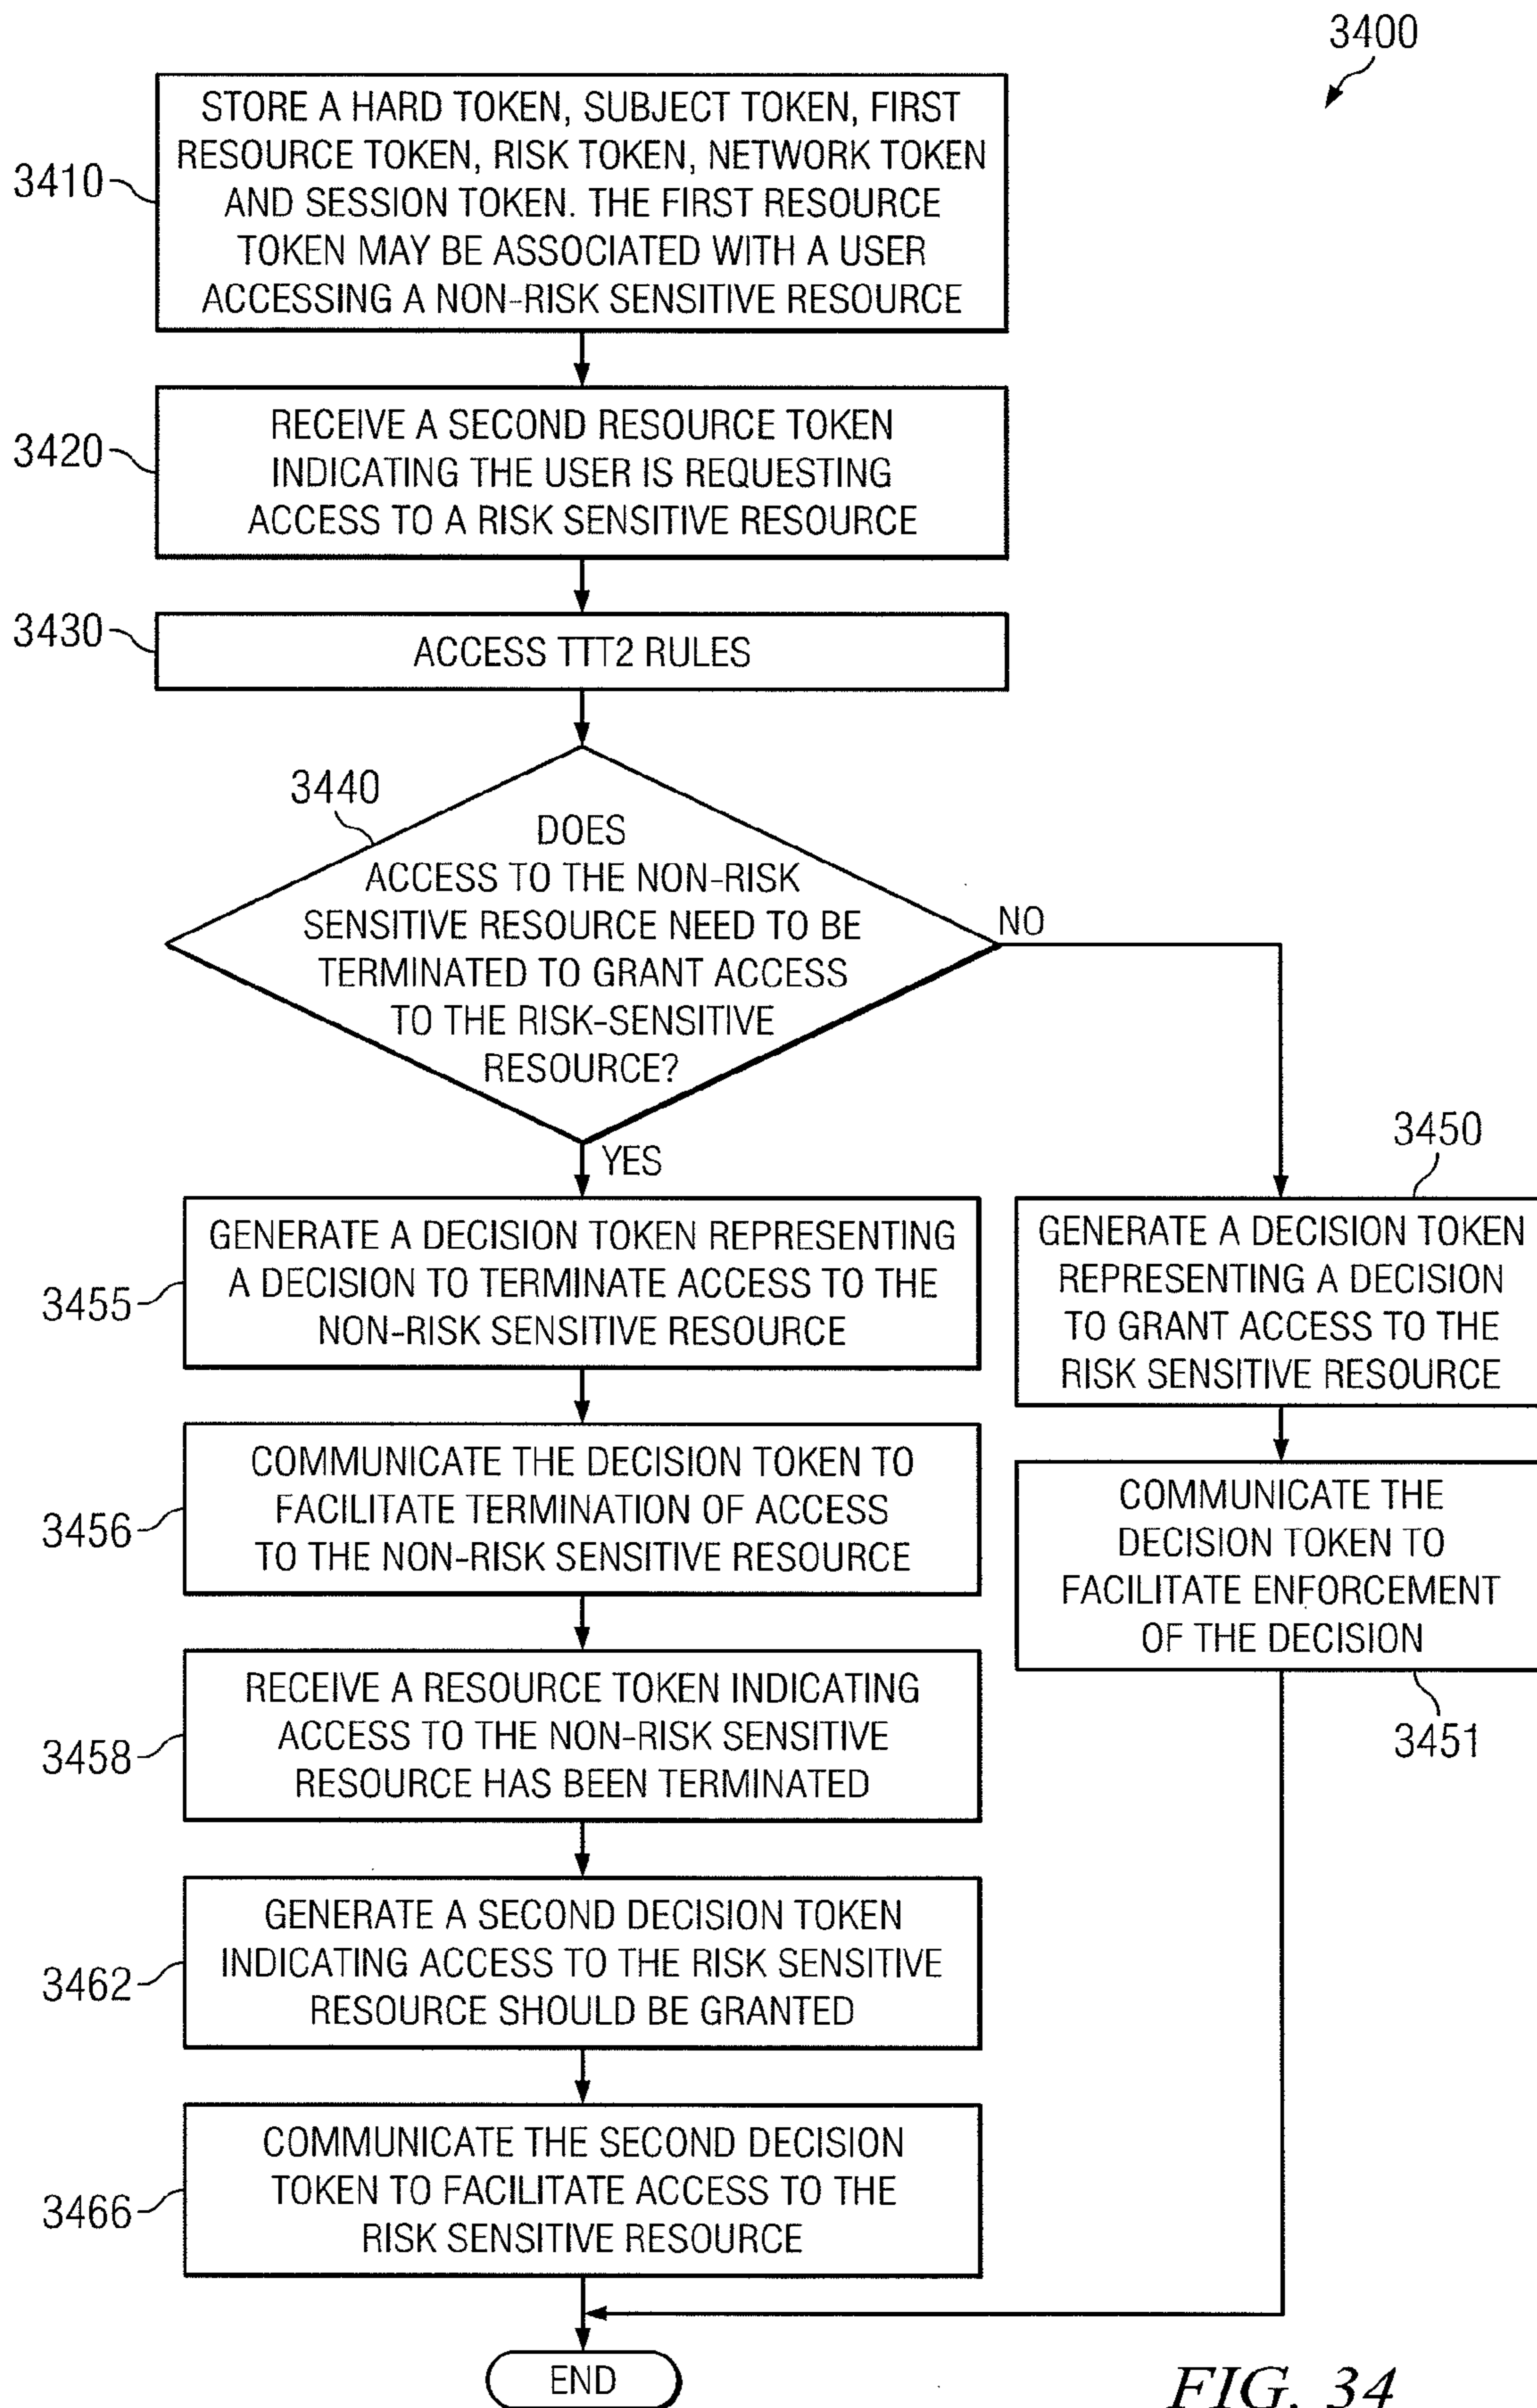 3400
STORE A HARD TOKEN, SUBJECT TOKEN, FIRST
RESOURCE TOKEN, RISK TOKEN, NETWORK TOKEN
AND SESSION TOKEN. THE FIRST RESOURCE
TOKEN MAY BE ASSOCIATED WITH A USER
ACCESSING A NON-RISK SENSITIVE RESOURCE
3410
RECEIVE A SECOND RESOURCE TOKEN
INDICATING THE USER IS REQUESTING
ACCESS TO A RISK SENSITIVE RESOURCE
3420
3430
ACCESS TTT2 RULES
3440
DOES
ACCESS TO THE NON-RISK
SENSITIVE RESOURCE NEED TO BE
TERMINATED TO GRANT ACCESS
TO THE RISK-SENSITIVE
RESOURCE?
NO
YES
3455
GENERATE A DECISION TOKEN REPRESENTING
A DECISION TO TERMINATE ACCESS TO THE
NON-RISK SENSITIVE RESOURCE
3450
GENERATE A DECISION TOKEN
REPRESENTING A DECISION
TO GRANT ACCESS TO THE
RISK SENSITIVE RESOURCE
3456
COMMUNICATE THE DECISION TOKEN TO
FACILITATE TERMINATION OF ACCESS
TO THE NON-RISK SENSITIVE RESOURCE
COMMUNICATE THE
DECISION TOKEN TO
FACILITATE ENFORCEMENT
OF THE DECISION
3451
3458
RECEIVE A RESOURCE TOKEN INDICATING
ACCESS TO THE NON-RISK SENSITIVE
RESOURCE HAS BEEN TERMINATED
3462
GENERATE A SECOND DECISION TOKEN
INDICATING ACCESS TO THE RISK SENSITIVE
RESOURCE SHOULD BE GRANTED
3466
COMMUNICATE THE SECOND DECISION
TOKEN TO FACILITATE ACCESS TO THE
RISK SENSITIVE RESOURCE
END
FIG. 34